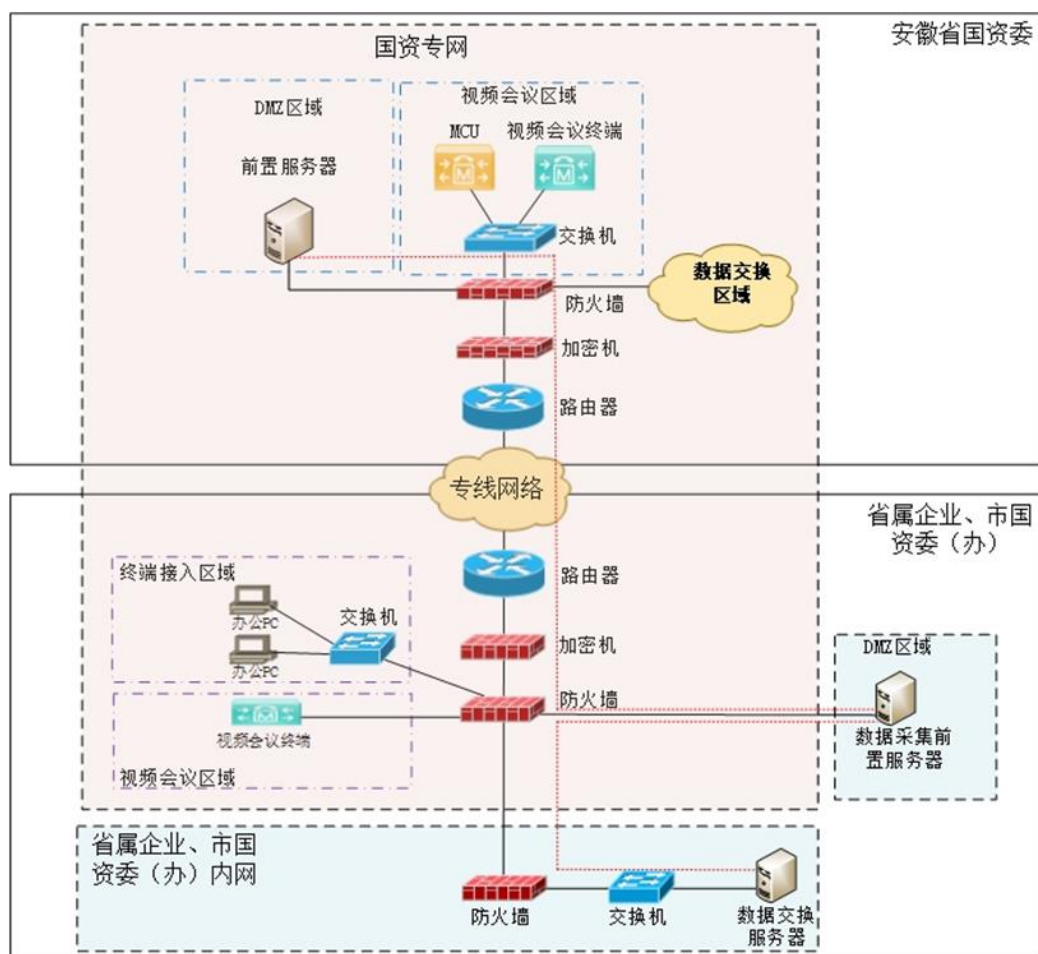 安徽省国资委
国资专网
DMZ区域
前置服务器
视频会议区域
MCU
视频会议终端
交换机
数据交换
区域
防火墙
加密机
路由器
专线网络
省属企业、市国
资委（办）
路由器
终端接入区域
办公PC
交换机
办公PC
加密机
DMZ区域
防火墙
数据采集前
置服务器
视频会议终端
视频会议区域
省属企业、市国
资委（办）内网
防火墙
交换机
数据交换
服务器